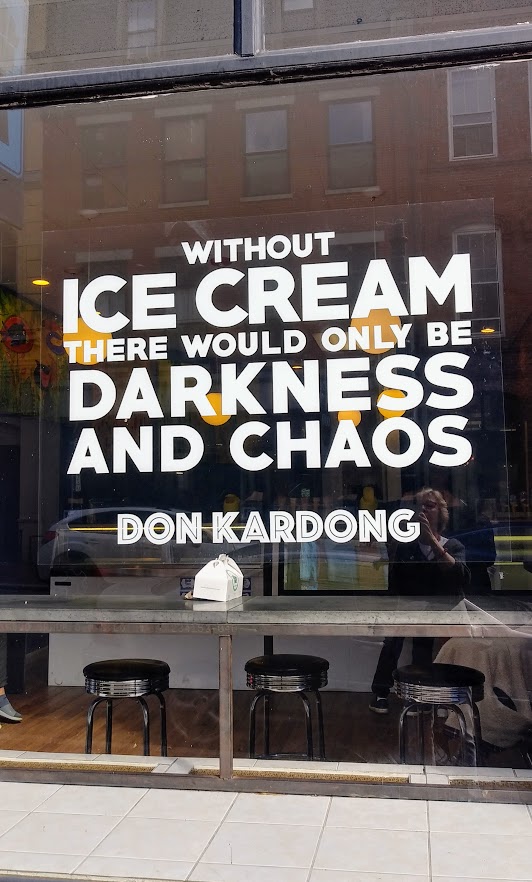 WITHOUT
ICE CREAM
THERE WOULD ONLY BE
DARKNESS
AND CHAOS
DON KARDONG